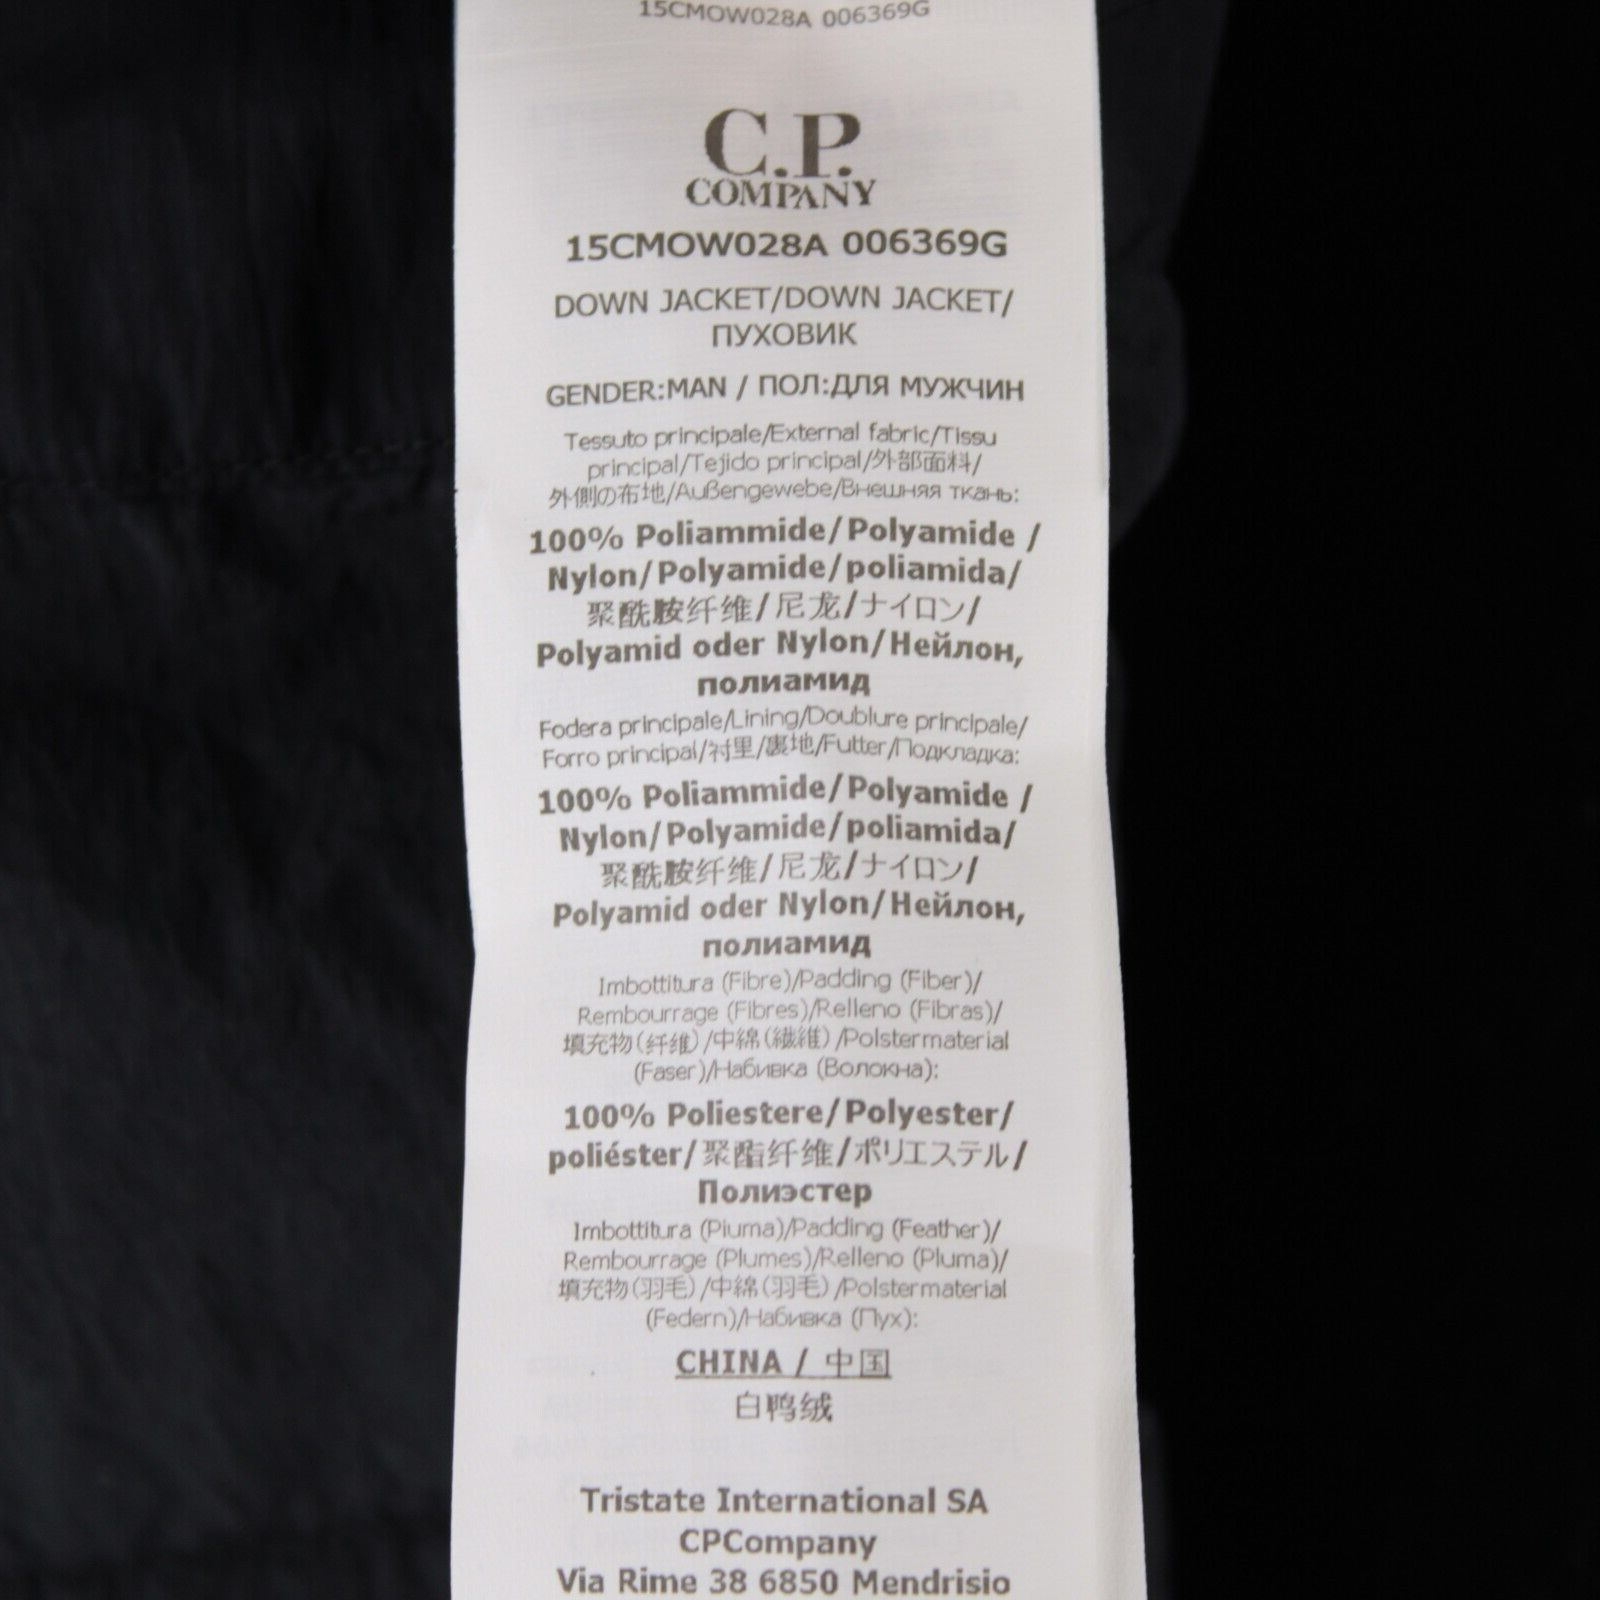 15CMOW028A 006369G
C.P.
COMPANY
15CMOW028A 006369G
DOWN JACKET/DOWN JACKET/
ПУХОВИК
GENDER:MAN / ПОЛ:ДЛЯ МУЖЧИН
Tessuto principale/External fabric/Tissu
principal/Tejido principal/外部面料/
外側の布地/Außengewebe/Внешняя ткань:
100% Poliammide/Polyamide /
Nylon/Polyamide/poliamida/
聚酰胺纤维/尼龙/ナイロン/
Polyamid oder Nylon/Нейлон,
полиамид
Fodera principale/Lining/Doublure principale/
Forro principal/衬里/裏地/Futter/Подкладка:
100% Poliammide/Polyamide /
Nylon/Polyamide/poliamida/
聚酰胺纤维/尼龙/ナイロン/
Polyamid oder Nylon/Нейлон,
полиамид
Imbottitura (Fibre)/Padding (Fiber)/
Rembourrage (Fibres)/Relleno (Fibras)/
填充物(纤维)/中綿(繊維)/Polstermaterial
(Faser)/Набивка (Волокна):
100% Poliestere/Polyester/
poliéster/聚酯纤维/ポリエステル/
Полиэстер
Imbottitura (Piuma)/Padding (Feather)/
Rembourrage (Plumes)/Relleno (Pluma)/
填充物(羽毛)/中綿(羽毛)/Polstermaterial
(Federn)/Набивка (Пух):
CHINA / 中国
白鸭绒
Tristate International SA
CPCompany
Via Rime 38 6850 Mendrisio